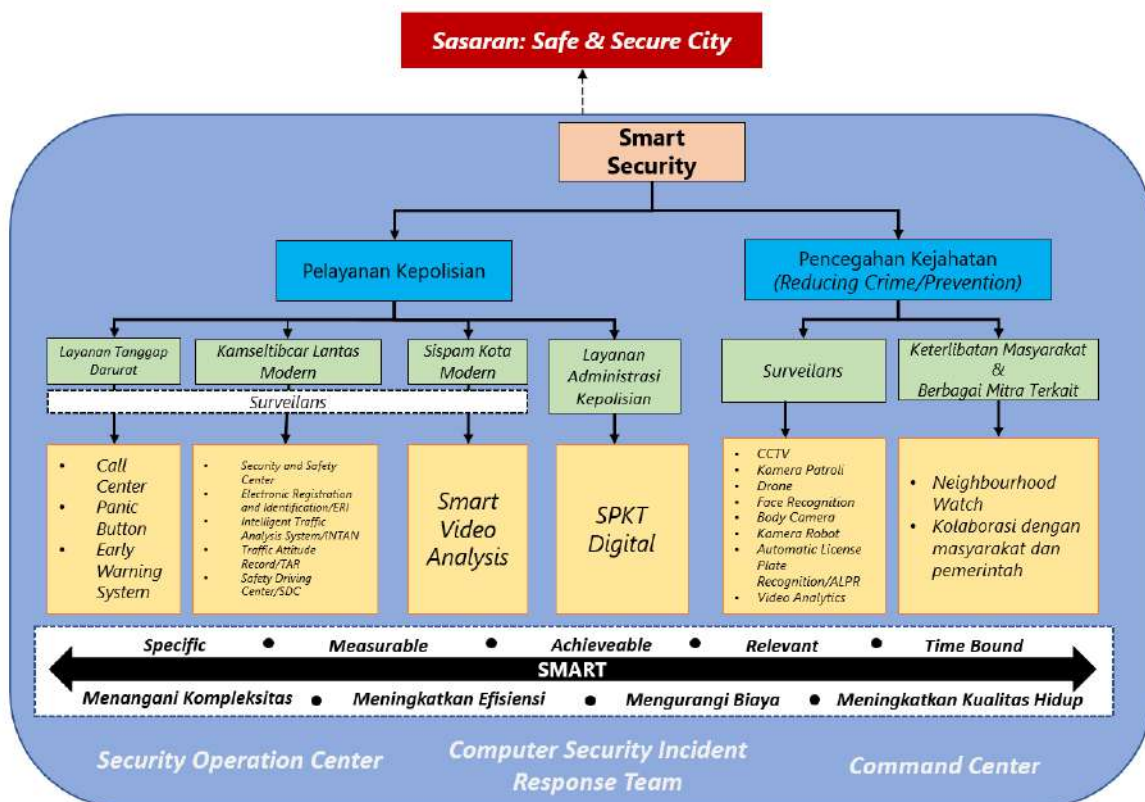 Sasaran: Safe & Secure City
Smart
Security
Pelayanan Kepolisian
Pencegahan Kejahatan
(Reducing Crime/Prevention)
Layanan Tanggap
Darurat
Kamseltibcar Lantas
Modern
Sispam Kota
Modern
Surveilans
Layanan
Administrasi
Kepolisian
Surveilans
Keterlibatan Masyarakat
&
Berbagai Mitra Terkait
• Call
Center
• Panic
Button
• Early
Warning
System
• Security and Safety
Center
• Electronic Registration
and Identification/ERI
• Intelligent Traffic
Analysis System/INTAN
• Traffic Attitude
Record/TAR
• Safety Driving
Center/SDC
Smart
Video
Analysis
SPKT
Digital
• CCTV
• Kamera Patroli
• Drone
• Face Recognition
• Body Camera
• Kamera Robot
• Automatic License
Plate
Recognition/ALPR
• Video Analytics
• Neighbourhood
Watch
• Kolaborasi dengan
masyarakat dan
pemerintah
Specific • Measurable • Achieveable • Relevant • Time Bound
SMART
Menangani Kompleksitas • Meningkatkan Efisiensi • Mengurangi Biaya • Meningkatkan Kualitas Hidup
Security Operation Center
Computer Security Incident
Response Team
Command Center